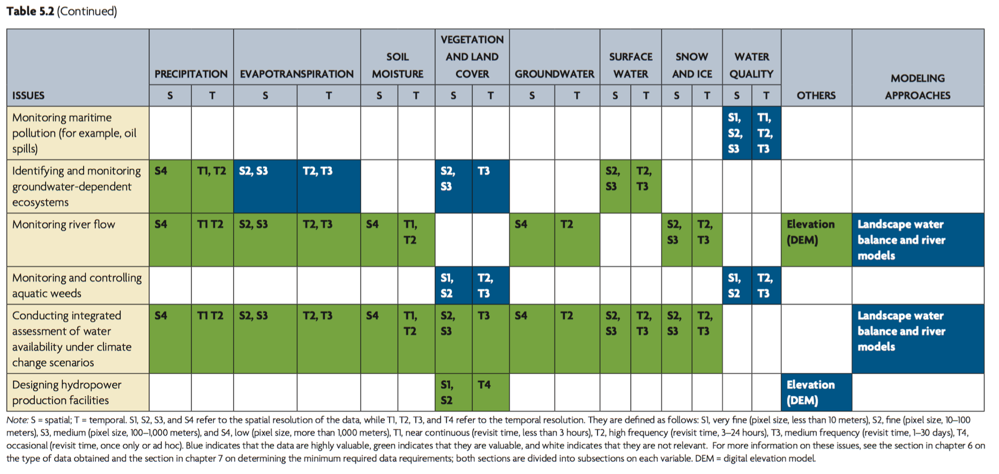 Table 5.2 (Continued)
ISSUES PRECIPITATION EVAPOTRANSPIRATION SOIL MOISTURE VEGETATION AND LAND COVER GROUNDWATER SURFACE WATER SNOW AND ICE WATER QUALITY OTHERS MODELING APPROACHES
S T S T S T S T S T S T S T S T
Monitoring maritime pollution (for example, oil spills) S1, S2, S3 T1, T2, T3
Identifying and monitoring groundwater-dependent ecosystems S4 T1, T2 S2, S3 T2, T3 S2, S3 T3 S2, S3 T2, T3
Monitoring river flow S4 T1 T2 S2, S3 T2, T3 S4 T1, T2 S4 T2 S2, S3 T2, T3 Elevation (DEM) Landscape water balance and river models
Monitoring and controlling aquatic weeds S1, S2 T2, T3 S1, S2 T2, T3
Conducting integrated assessment of water availability under climate change scenarios S4 T1 T2 S2, S3 T2, T3 S4 T1, T2 S2, S3 T3 S4 T2 S2, S3 T2, T3 S2, S3 T2, T3 Landscape water balance and river models
Designing hydropower production facilities S1, S2 T4 Elevation (DEM)
Note: S = spatial; T = temporal. S1, S2, S3, and S4 refer to the spatial resolution of the data, while T1, T2, T3, and T4 refer to the temporal resolution. They are defined as follows: S1, very fine (pixel size, less than 10 meters), S2, fine (pixel size, 10–100
meters), S3, medium (pixel size, 100–1,000 meters), and S4, low (pixel size, more than 1,000 meters), T1, near continuous (revisit time, less than 3 hours), T2, high frequency (revisit time, 3–24 hours), T3, medium frequency (revisit time, 1–30 days), T4,
occasional (revisit time, once only or ad hoc). Blue indicates that the data are highly valuable, green indicates that they are valuable, and white indicates that they are not relevant. For more information on these issues, see the section in chapter 6 on
the type of data obtained and the section in chapter 7 on determining the minimum required data requirements; both sections are divided into subsections on each variable. DEM = digital elevation model.